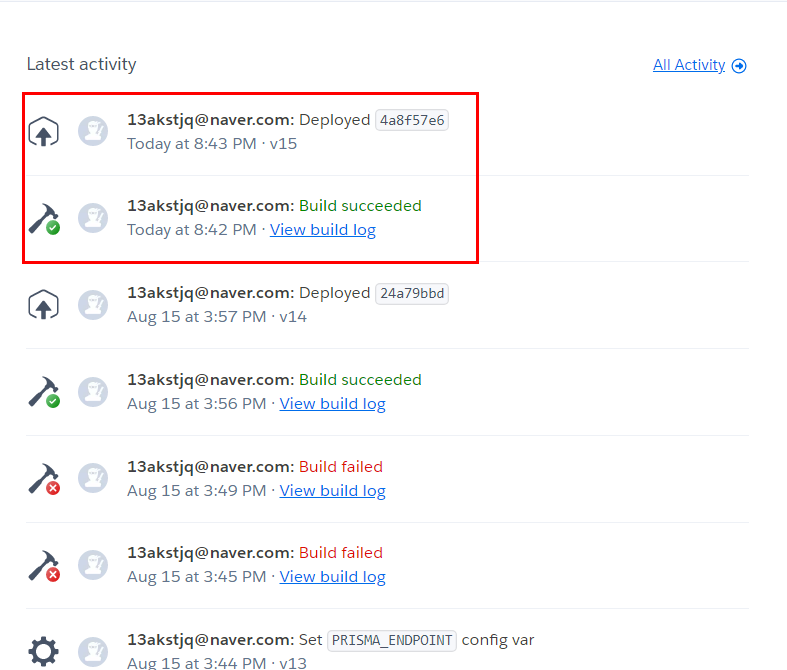 Latest activity
All Activity
13akstjq@naver.com: Deployed 4a8f57e6
Today at 8:43 PM · v15
13akstjq@naver.com: Build succeeded
Today at 8:42 PM · View build log
13akstjq@naver.com: Deployed 24a79bbd
Aug 15 at 3:57 PM · v14
13akstjq@naver.com: Build succeeded
Aug 15 at 3:56 PM · View build log
13akstjq@naver.com: Build failed
Aug 15 at 3:49 PM · View build log
13akstjq@naver.com: Build failed
Aug 15 at 3:45 PM · View build log
13akstjq@naver.com: Set PRISMA_ENDPOINT config var
Aug 15 at 3:44 PM · v13